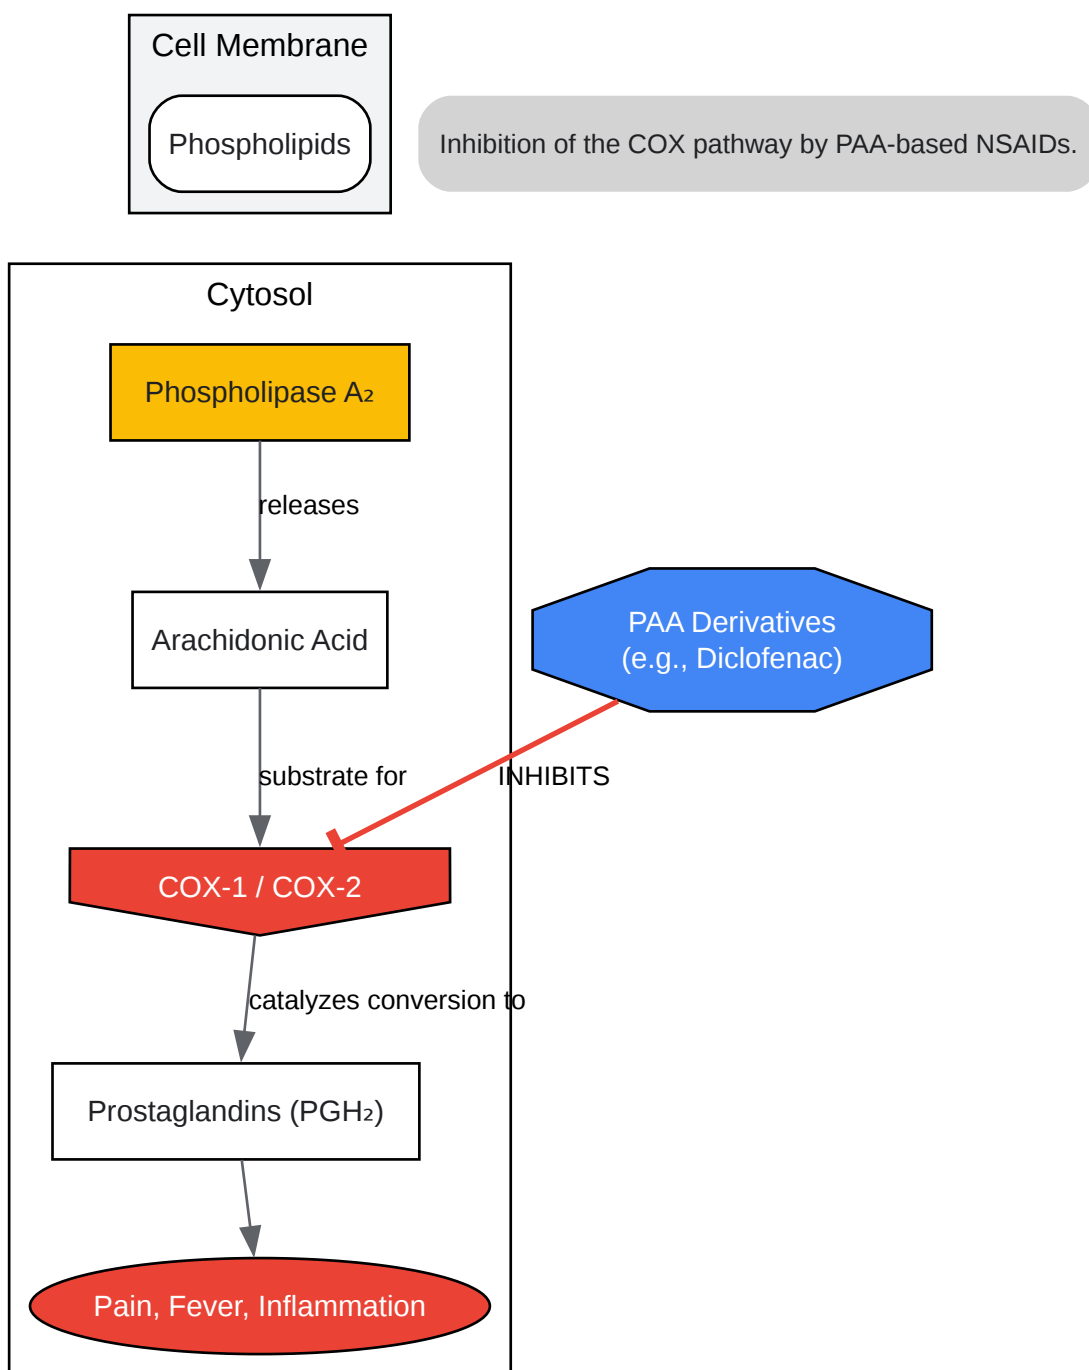 Cell Membrane
Phospholipids
Inhibition of the COX pathway by PAA-based NSAIDs.
Cytosol
Phospholipase A₂
releases
Arachidonic Acid
PAA Derivatives
(e.g., Diclofenac)
substrate for
INHIBITS
COX-1 / COX-2
catalyzes conversion to
Prostaglandins (PGH₂)
Pain, Fever, Inflammation